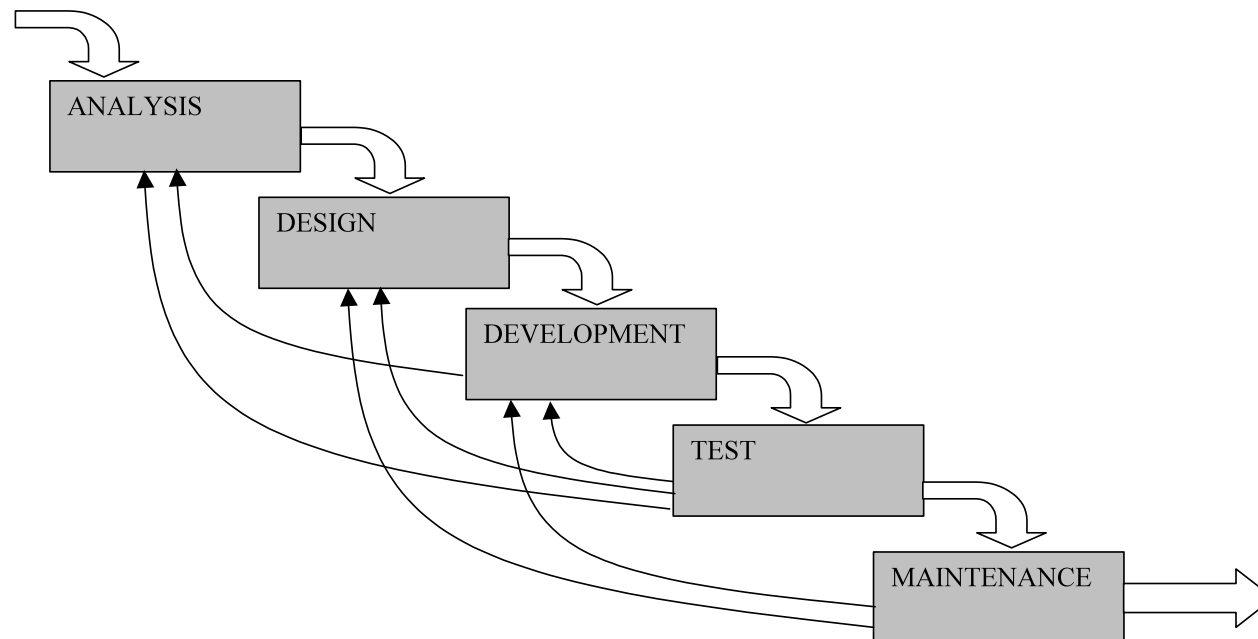 ANALYSIS
DESIGN
DEVELOPMENT
TEST
MAINTENANCE